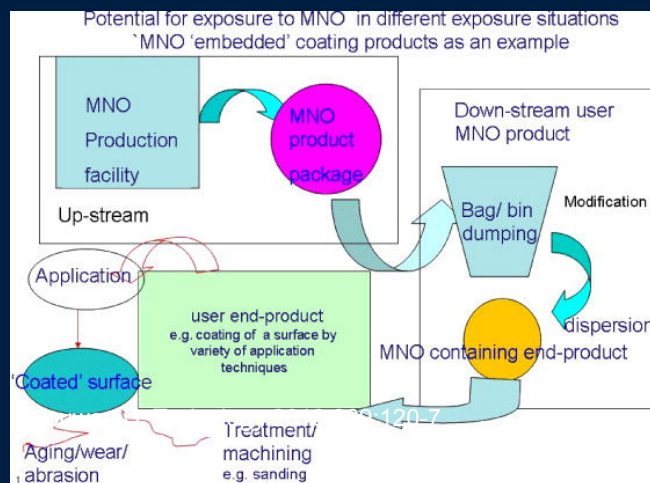 Potential for exposure to MNO in different exposure situations
`MNO 'embedded' coating products as an example
MNO
Production
facility
MNO
product
package
Up-stream
Down-stream user
MNO product
Bag/ bin
dumping
Modification
dispersion
MNO containing end-product
Application
user end-product
e.g. coating of a surface by
variety of application
techniques
'Coated' surface
Aging/wear/
abrasion
Treatment/
machining
e.g. sanding